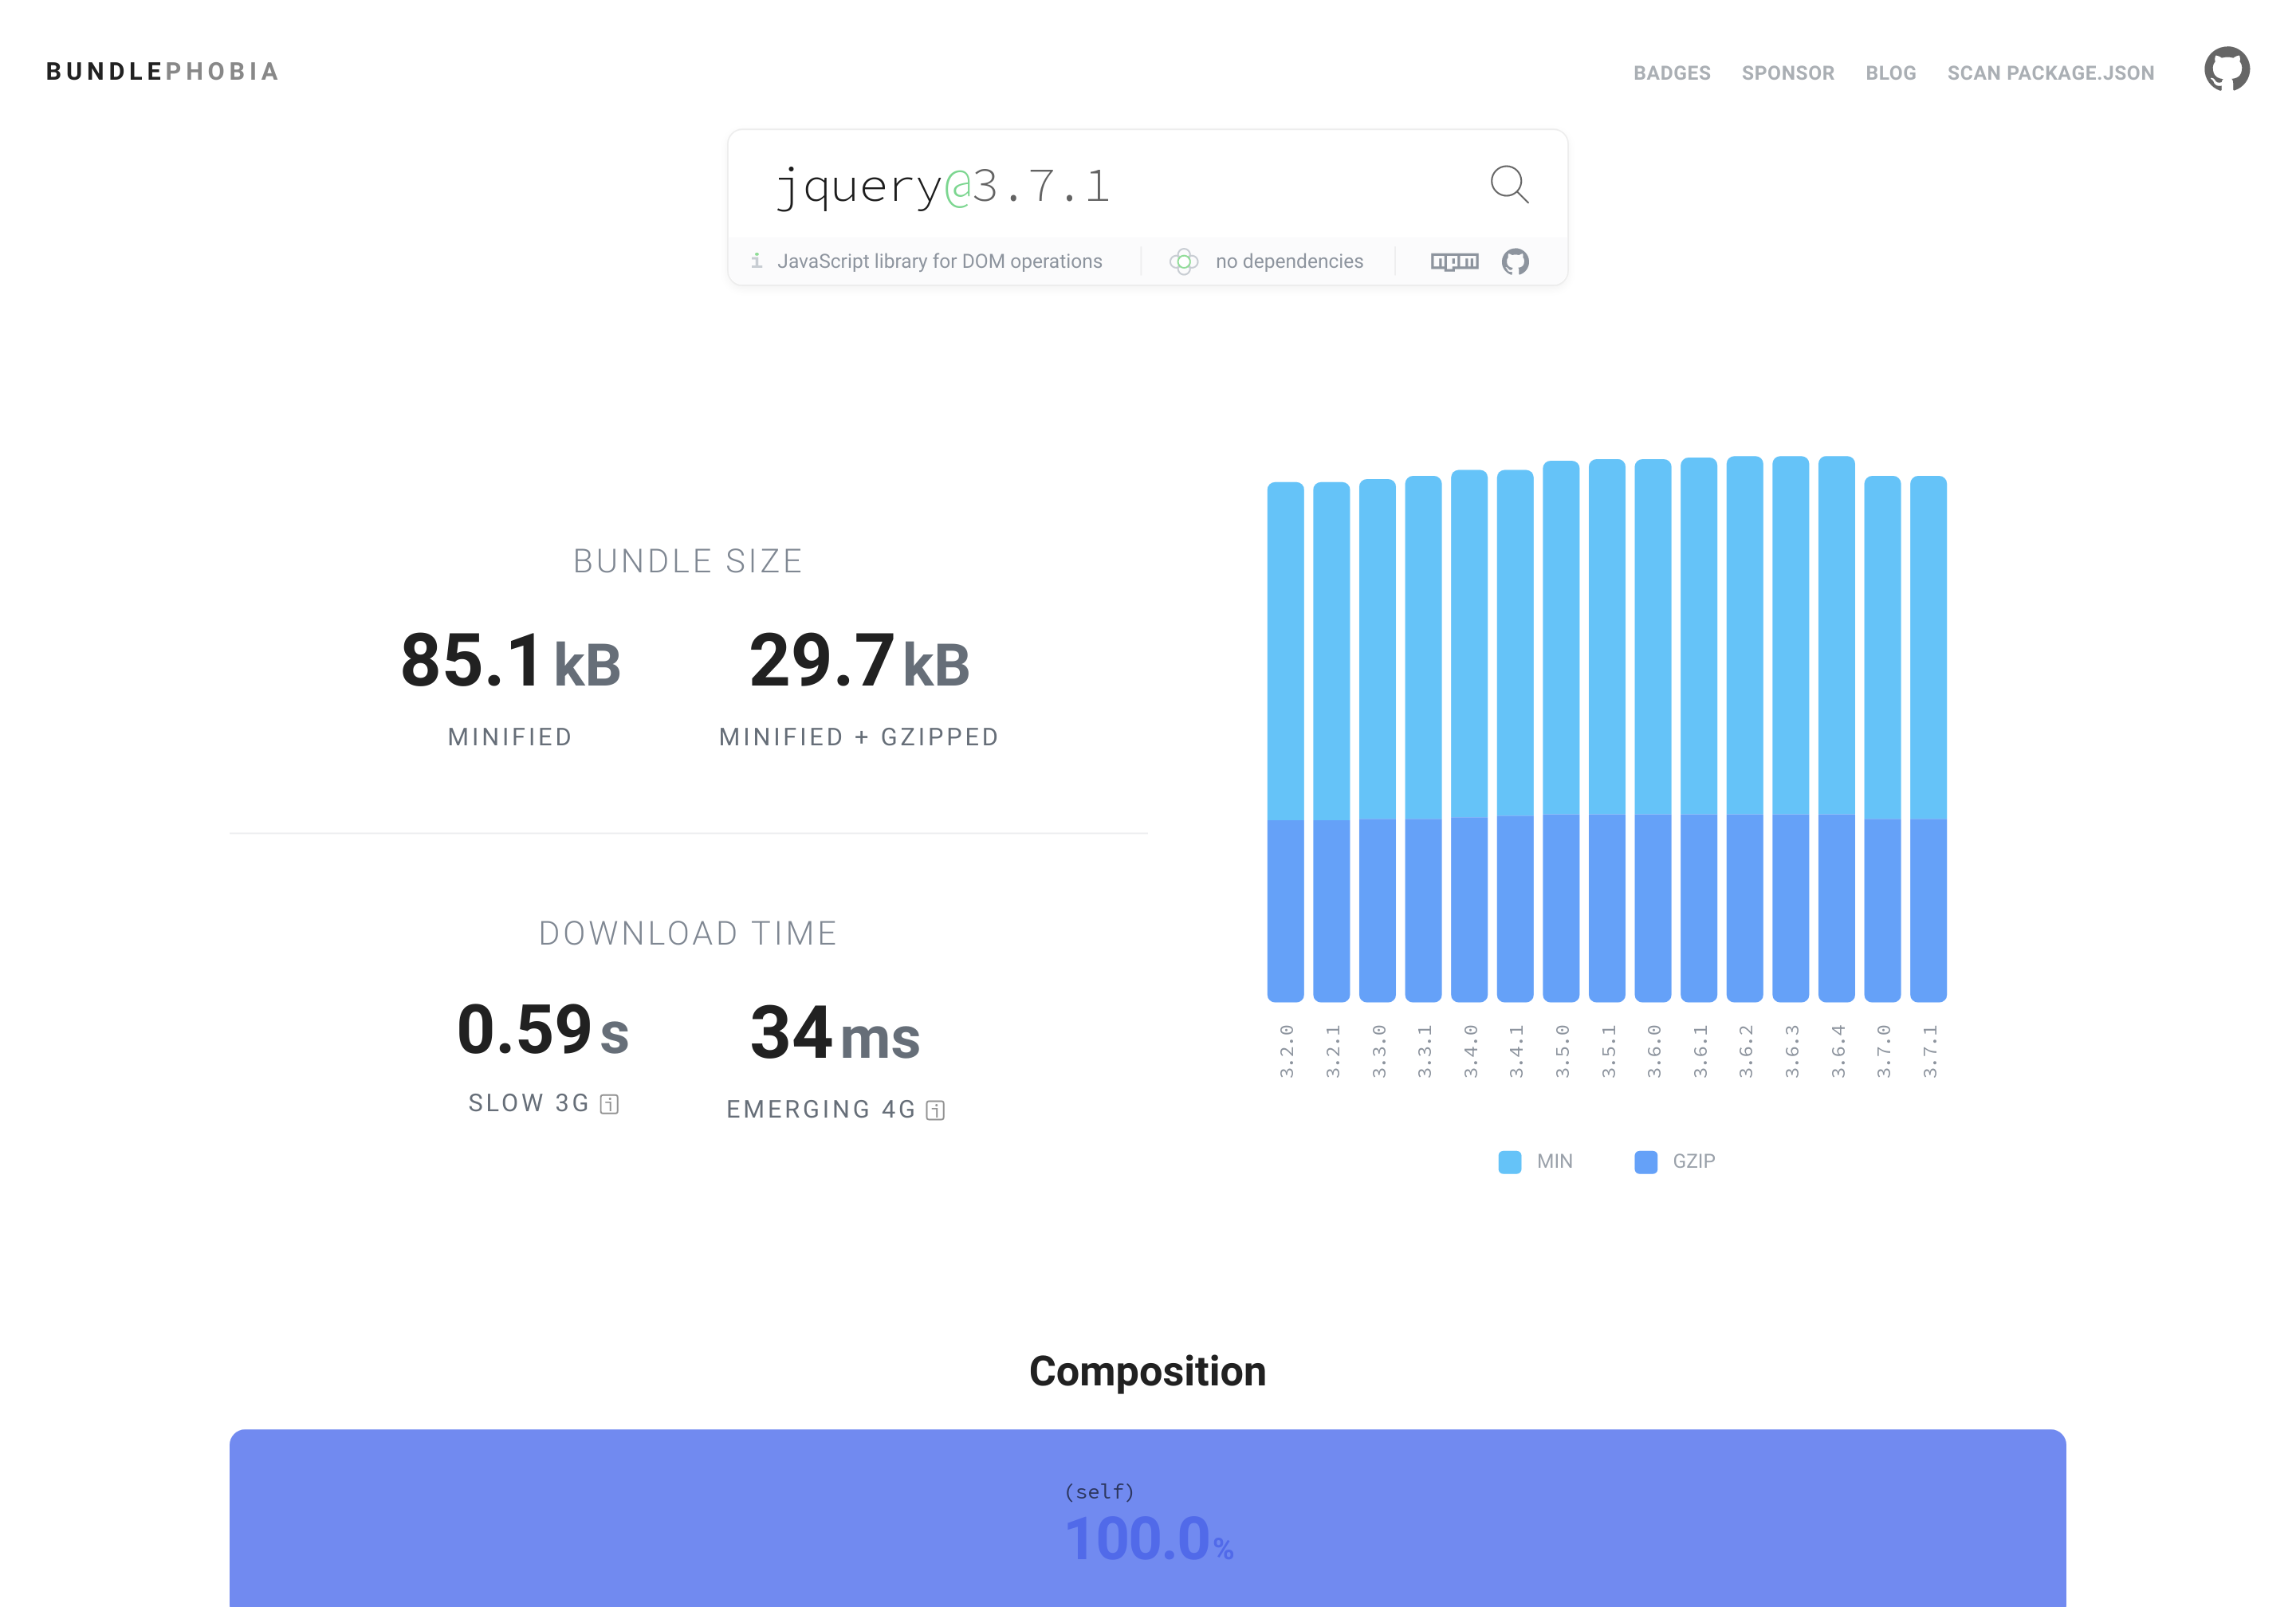 BUNDLEPHOBIA
BADGES SPONSOR BLOG SCAN PACKAGE.JSON
jquery@3.7.1
i JavaScript library for DOM operations no dependencies npm
BUNDLE SIZE
85.1 kB 29.7 kB
MINIFIED MINIFIED + GZIPPED
DOWNLOAD TIME
0.59 s 34 ms
SLOW 3G i EMERGING 4G i
3.2.0 3.2.1 3.3.0 3.3.1 3.4.0 3.4.1 3.5.0 3.5.1 3.6.0 3.6.1 3.6.2 3.6.3 3.6.4 3.7.0 3.7.1
MIN GZIP
Composition
(self)
100.0%